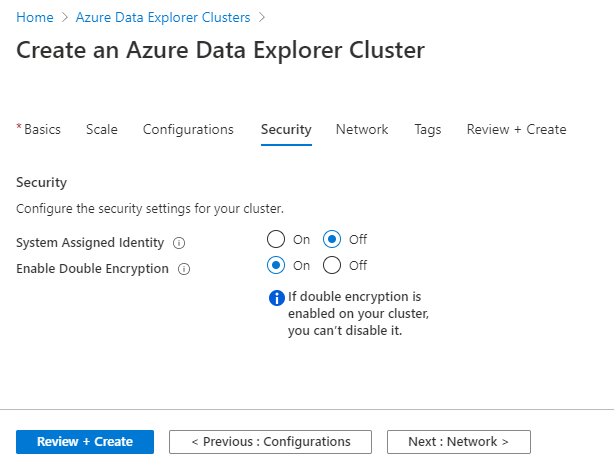 Home > Azure Data Explorer Clusters >
Create an Azure Data Explorer Cluster
* Basics Scale Configurations Security Network Tags Review + Create
Security
Configure the security settings for your cluster.
System Assigned Identity On Off
Enable Double Encryption On Off
If double encryption is
enabled on your cluster,
you can't disable it.
Review + Create < Previous : Configurations Next : Network >